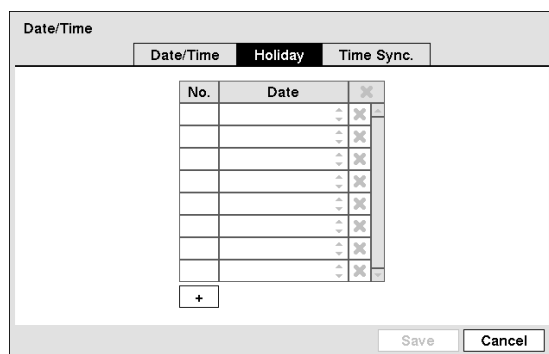 Date/Time
Date/Time Holiday Time Sync.
No. Date
+
Save Cancel